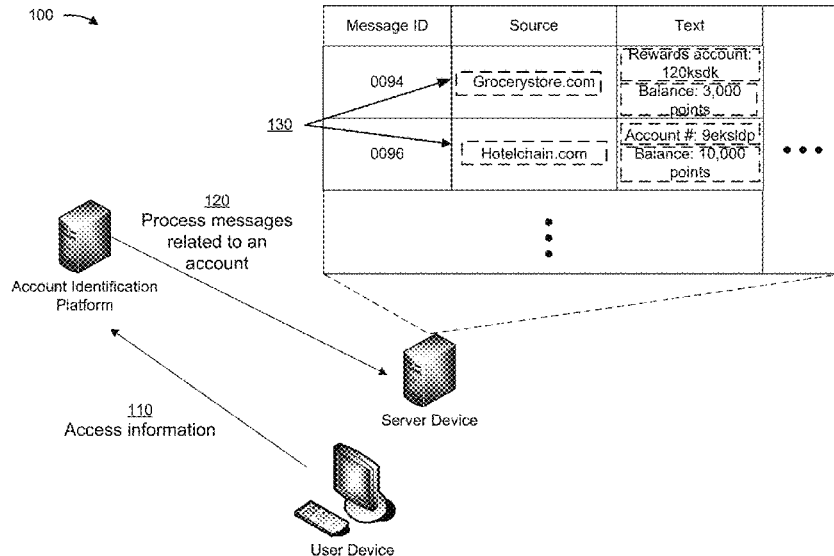 100
Message ID Source Text
0094 Grocerystore.com Rewards account:
120ksdk
Balance: 3,000
points
130
0096 Hotelchain.com Account #: 9eksldp
Balance: 10,000
points
120
Process messages
related to an
account
Account Identification
Platform
110
Access information
Server Device
User Device